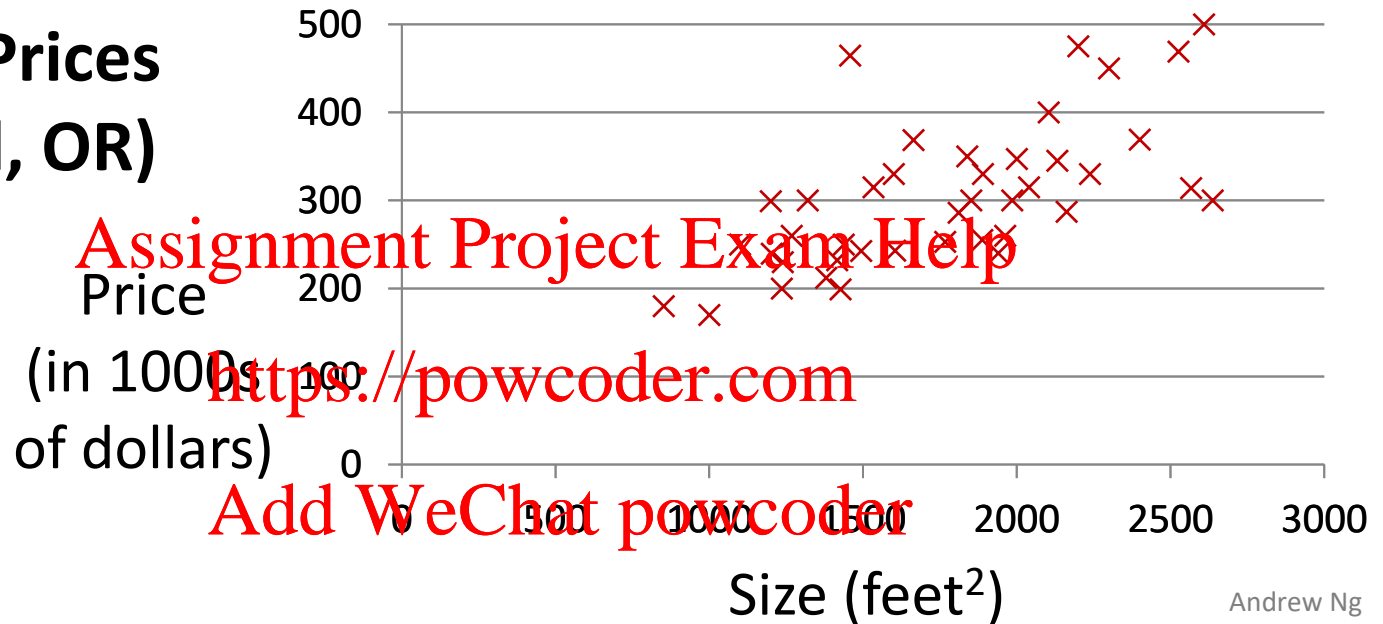 Prices
, OR)
Price
(in 1000s
of dollars)
500
400
300
200
100
0
0 500 1000 1500 2000 2500 3000
Size (feet²)
Assignment Project Exam Help
https://powcoder.com
Add WeChat powcoder
Andrew Ng